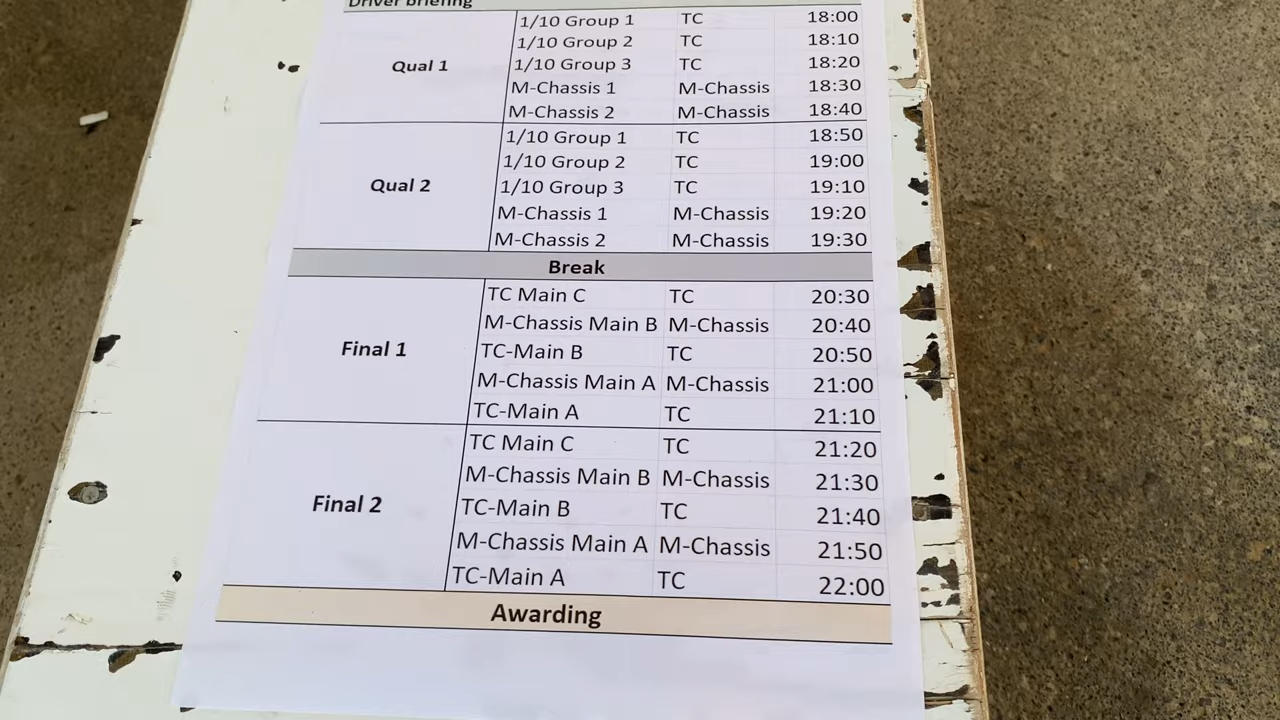 Driver briefing
1/10 Group 1 TC 18:00
1/10 Group 2 TC 18:10
Qual 1 1/10 Group 3 TC 18:20
M-Chassis 1 M-Chassis 18:30
M-Chassis 2 M-Chassis 18:40
1/10 Group 1 TC 18:50
1/10 Group 2 TC 19:00
Qual 2 1/10 Group 3 TC 19:10
M-Chassis 1 M-Chassis 19:20
M-Chassis 2 M-Chassis 19:30
Break
TC Main C TC 20:30
M-Chassis Main B M-Chassis 20:40
Final 1 TC-Main B TC 20:50
M-Chassis Main A M-Chassis 21:00
TC-Main A TC 21:10
TC Main C TC 21:20
M-Chassis Main B M-Chassis 21:30
Final 2 TC-Main B TC 21:40
M-Chassis Main A M-Chassis 21:50
TC-Main A TC 22:00
Awarding